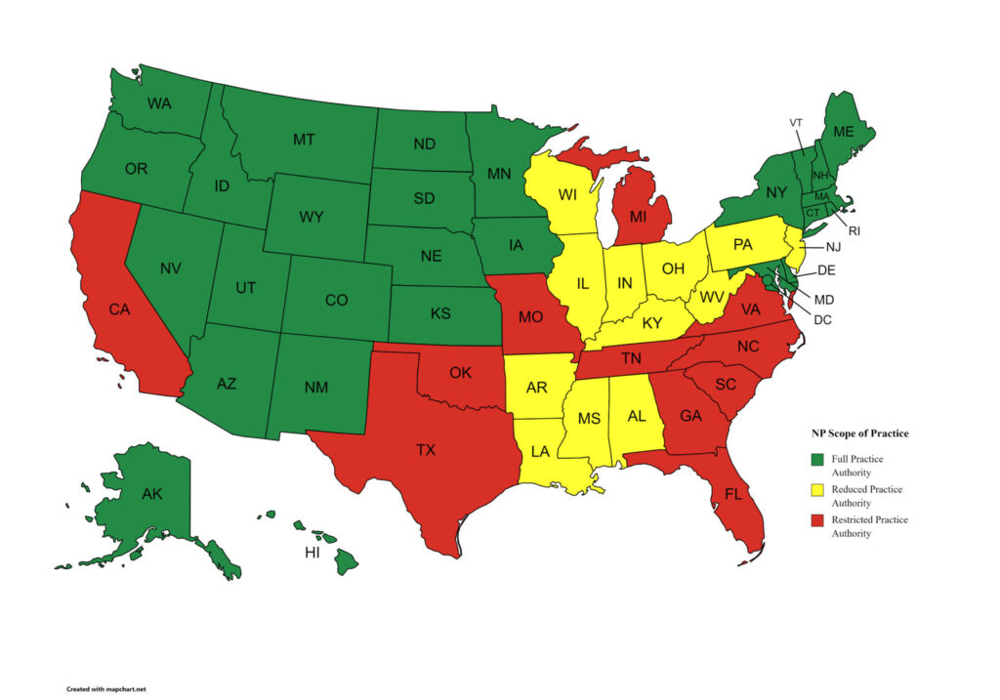 WA
MT
ND
MN
OR
ID
SD
WY
WI
MI
VT
ME
NH
NY
MA
CT
RI
IA
NE
NV
UT
CO
CA
KS
MO
IL
IN
OH
PA
NJ
DE
MD
DC
WV
VA
KY
AZ
NM
OK
AR
TN
NC
SC
TX
LA
MS
AL
GA
FL
AK
HI
NP Scope of Practice
Full Practice
Authority
Reduced Practice
Authority
Restricted Practice
Authority
Created with mapchart.net